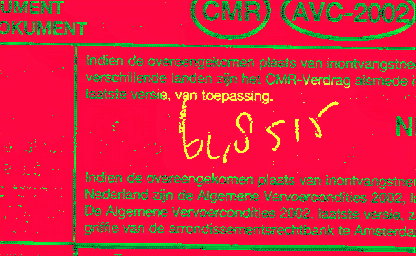 UMENT CMR AVC-2002
OKUMENT
Indien de overeengekomen plaats van inontvangstne
verschillende landen zijn het CMR-verdrag alsmede
laatste versie, van toepassing.
N
Indien de overeengekomen plaats van inontvangstne
Nederland zijn de Algemene Vervoercondities 2002,
De Algemene Vervoercondities 2002, laatste versie, z
griffie van de arrondissementsrechtbank te Amsterda